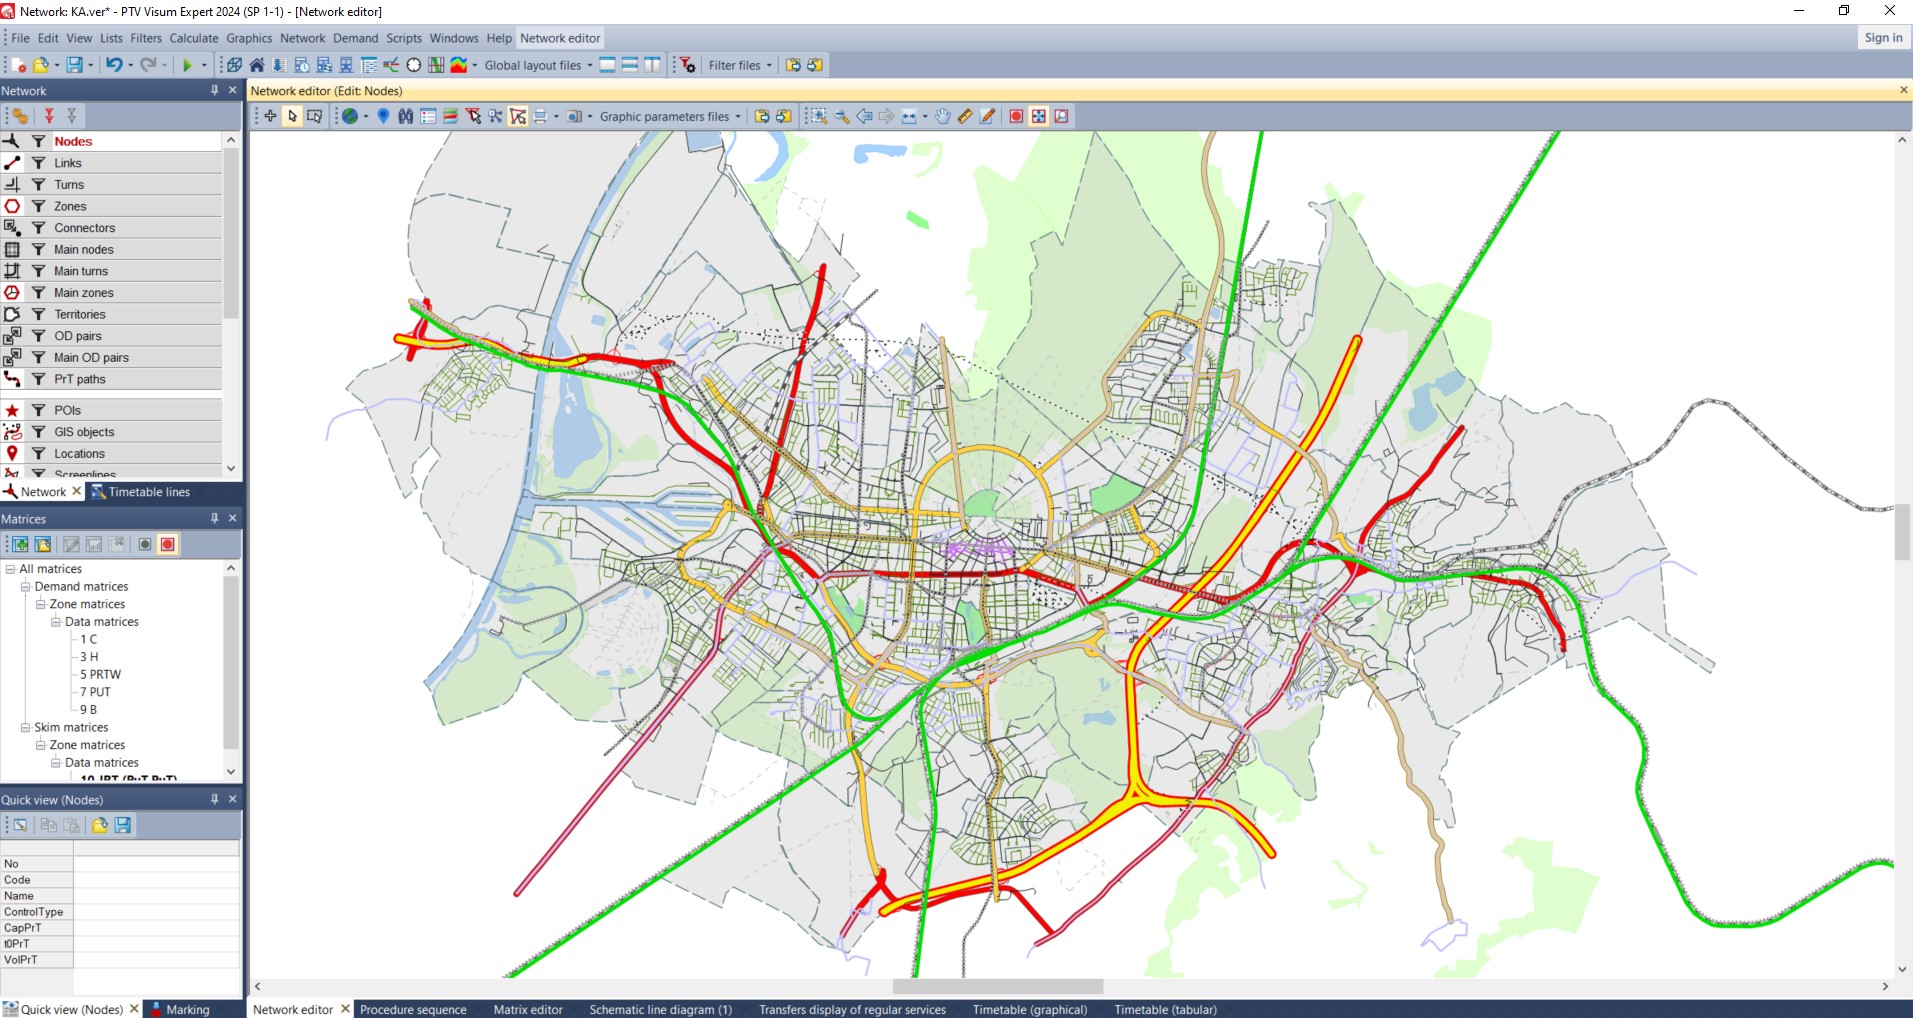 Network: KA.ver* - PTV Visum Expert 2024 (SP 1-1) - [Network editor]
File Edit View Lists Filters Calculate Graphics Network Demand Scripts Windows Help Network editor
Sign in
Global layout files
Filter files
Network
Network editor (Edit: Nodes)
Graphic parameters files
Nodes
Links
Turns
Zones
Connectors
Main nodes
Main turns
Main zones
Territories
OD pairs
Main OD pairs
PrT paths
POIs
GIS objects
Locations
Screenlines
Network
Timetable lines
Matrices
All matrices
Demand matrices
Zone matrices
Data matrices
1 C
3 H
5 PRTW
7 PUT
9 B
Skim matrices
Zone matrices
Data matrices
10 JRT (PuT,PuT)
Quick view (Nodes)
No
Code
Name
ControlType
CapPrT
t0PrT
VolPrT
Quick view (Nodes)
Marking
Network editor
Procedure sequence
Matrix editor
Schematic line diagram (1)
Transfers display of regular services
Timetable (graphical)
Timetable (tabular)